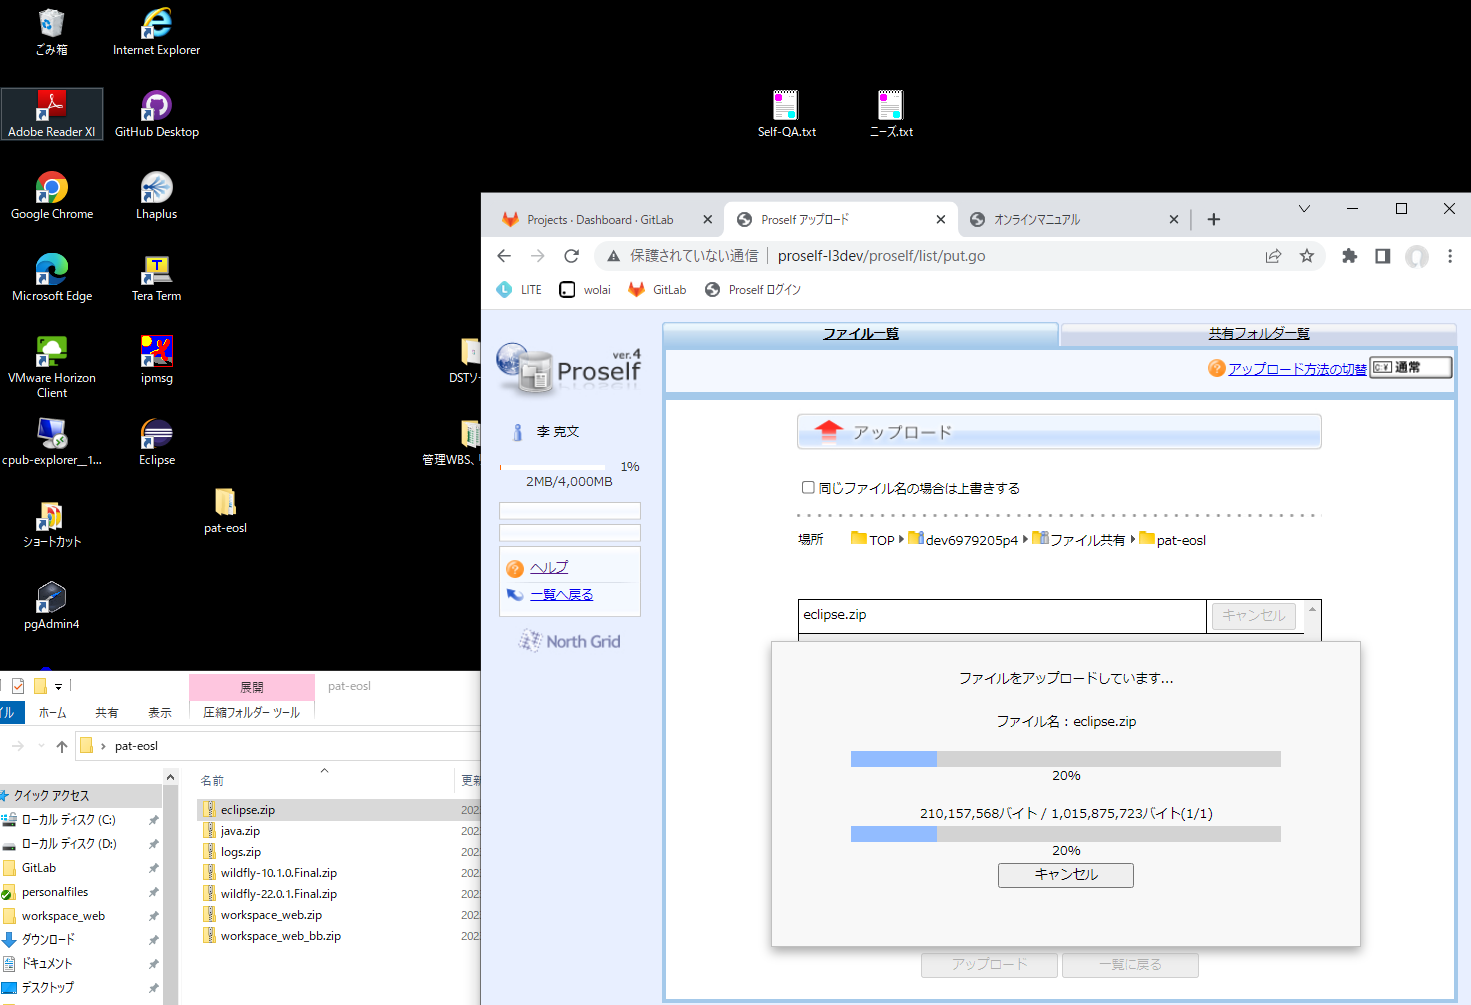 ごみ箱
Internet Explorer
Adobe Reader XI
GitHub Desktop
Self-QA.txt
ニーズ.txt
Google Chrome
Lhaplus
Microsoft Edge
Tera Term
VMware Horizon
Client
ipmsg
DSTソ
cpub-explorer__1...
Eclipse
管理WBS、
ショートカット
pat-eosl
pgAdmin4
Projects · Dashboard · GitLab
Proself アップロード
オンラインマニュアル
保護されていない通信
proself-l3dev/proself/list/put.go
LITE
wolai
GitLab
Proself ログイン
ver.4
Proself
李 克文
1%
2MB/4,000MB
ヘルプ
一覧へ戻る
North Grid
ファイル一覧
共有フォルダ一覧
アップロード方法の切替
C:¥ 通常
アップロード
同じファイル名の場合は上書きする
場所
TOP
dev6979205p4
ファイル共有
pat-eosl
eclipse.zip
キャンセル
ファイルをアップロードしています...
ファイル名：eclipse.zip
20%
210,157,568バイト / 1,015,875,723バイト(1/1)
20%
キャンセル
アップロード
一覧に戻る
展開
pat-eosl
イル
ホーム
共有
表示
圧縮フォルダー ツール
pat-eosl
名前
更新
クイック アクセス
ローカル ディスク (C:)
ローカル ディスク (D:)
GitLab
personalfiles
workspace_web
ダウンロード
ドキュメント
デスクトップ
eclipse.zip
202
java.zip
202
logs.zip
202
wildfly-10.1.0.Final.zip
202
wildfly-22.0.1.Final.zip
202
workspace_web.zip
202
workspace_web_bb.zip
202